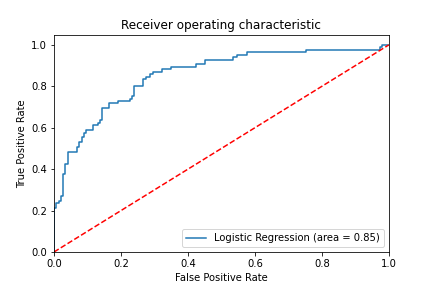 Receiver operating characteristic
True Positive Rate
1.0
0.8
0.6
0.4
0.2
0.0
Logistic Regression (area = 0.85)
0.0 0.2 0.4 0.6 0.8 1.0
False Positive Rate